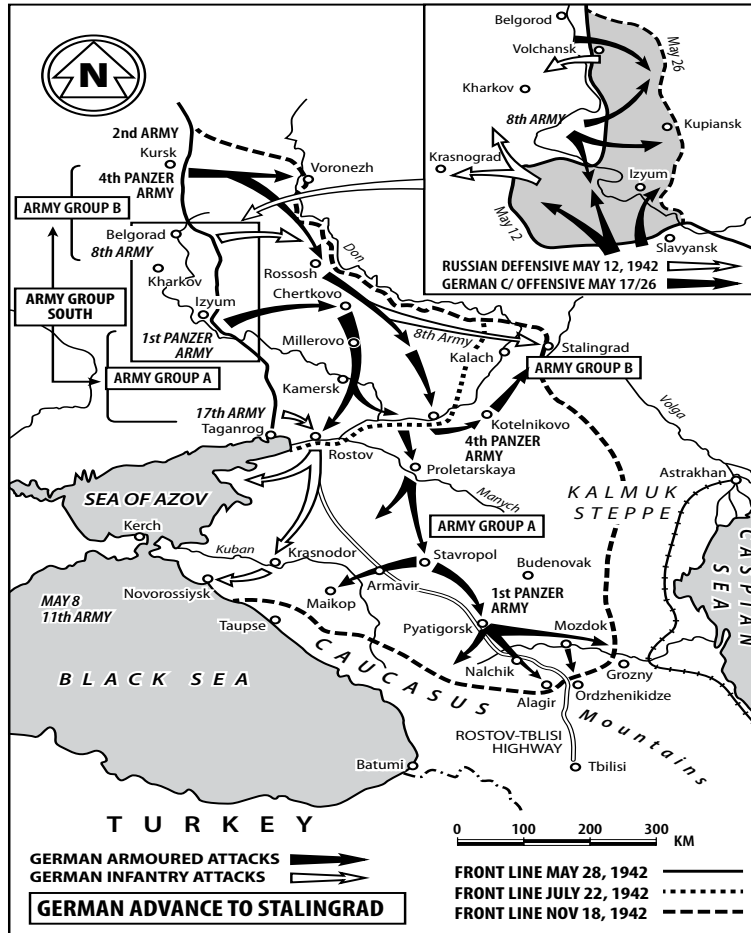 N
2nd ARMY
Kursk
4th PANZER
ARMY
Voronezh
ARMY GROUP B
Belgorod
8th ARMY
Kharkov
ARMY GROUP
SOUTH
Izyum
1st PANZER
ARMY
ARMY GROUP A
Rossosh
Chertkovo
Millerovo
Kamersk
Don
8th Army
Kalach
Stalingrad
ARMY GROUP B
17th ARMY
Taganrog
Rostov
Kotelnikovo
4th PANZER
ARMY
Proletarskaya
Manych
Volga
Astrakhan
KALMUK
STEPPE
SEA OF AZOV
Kerch
ARMY GROUP A
CASPIAN
SEA
Kuban
Krasnodor
Stavropol
Budenovak
Novorossiysk
Maikop
Armavir
1st PANZER
ARMY
MAY 8
11th ARMY
Taupse
Pyatigorsk
Mozdok
BLACK SEA
CAUCASUS
Mountains
Nalchik
Grozny
Alagir
Ordzhenikidze
ROSTOV-TBLISI
HIGHWAY
Batumi
Tbilisi
TURKEY
0 100 200 300
KM
GERMAN ARMOURED ATTACKS
GERMAN INFANTRY ATTACKS
GERMAN ADVANCE TO STALINGRAD
FRONT LINE MAY 28, 1942
FRONT LINE JULY 22, 1942
FRONT LINE NOV 18, 1942
Belgorod
Volchansk
May 26
Kharkov
8th ARMY
Kupiansk
Krasnograd
Izyum
May 12
Slavyansk
RUSSIAN DEFENSIVE MAY 12, 1942
GERMAN C/ OFFENSIVE MAY 17/26